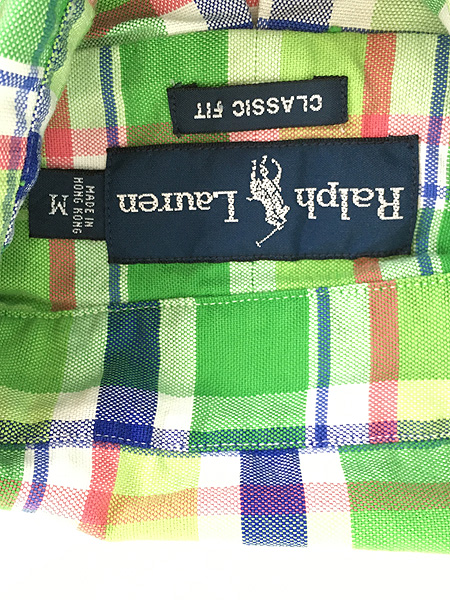 CLASSIC FIT
Ralph Lauren
M
MADE IN
HONG KONG